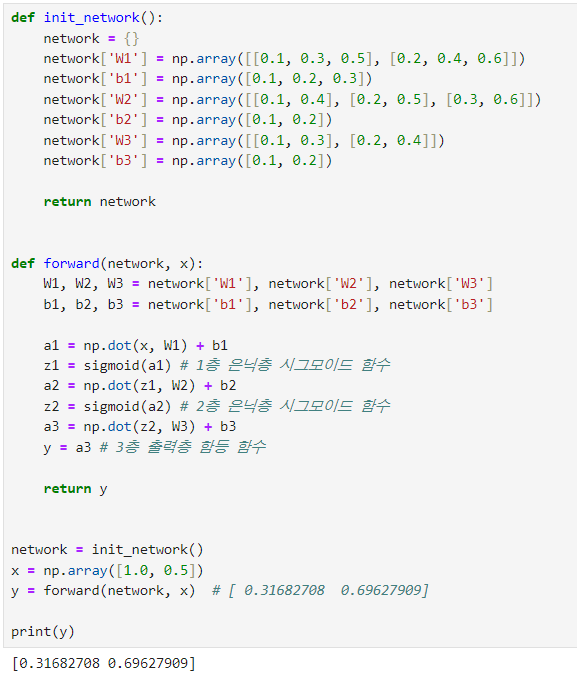 def init_network():
    network = {}
    network['W1'] = np.array([[0.1, 0.3, 0.5], [0.2, 0.4, 0.6]])
    network['b1'] = np.array([0.1, 0.2, 0.3])
    network['W2'] = np.array([[0.1, 0.4], [0.2, 0.5], [0.3, 0.6]])
    network['b2'] = np.array([0.1, 0.2])
    network['W3'] = np.array([[0.1, 0.3], [0.2, 0.4]])
    network['b3'] = np.array([0.1, 0.2])
    return network
def forward(network, x):
    W1, W2, W3 = network['W1'], network['W2'], network['W3']
    b1, b2, b3 = network['b1'], network['b2'], network['b3']
    a1 = np.dot(x, W1) + b1
    z1 = sigmoid(a1) # 1층 은닉층 시그모이드 함수
    a2 = np.dot(z1, W2) + b2
    z2 = sigmoid(a2) # 2층 은닉층 시그모이드 함수
    a3 = np.dot(z2, W3) + b3
    y = a3 # 3층 출력층 항등 함수
    return y
network = init_network()
x = np.array([1.0, 0.5])
y = forward(network, x)  # [ 0.31682708  0.69627909]
print(y)
[0.31682708 0.69627909]